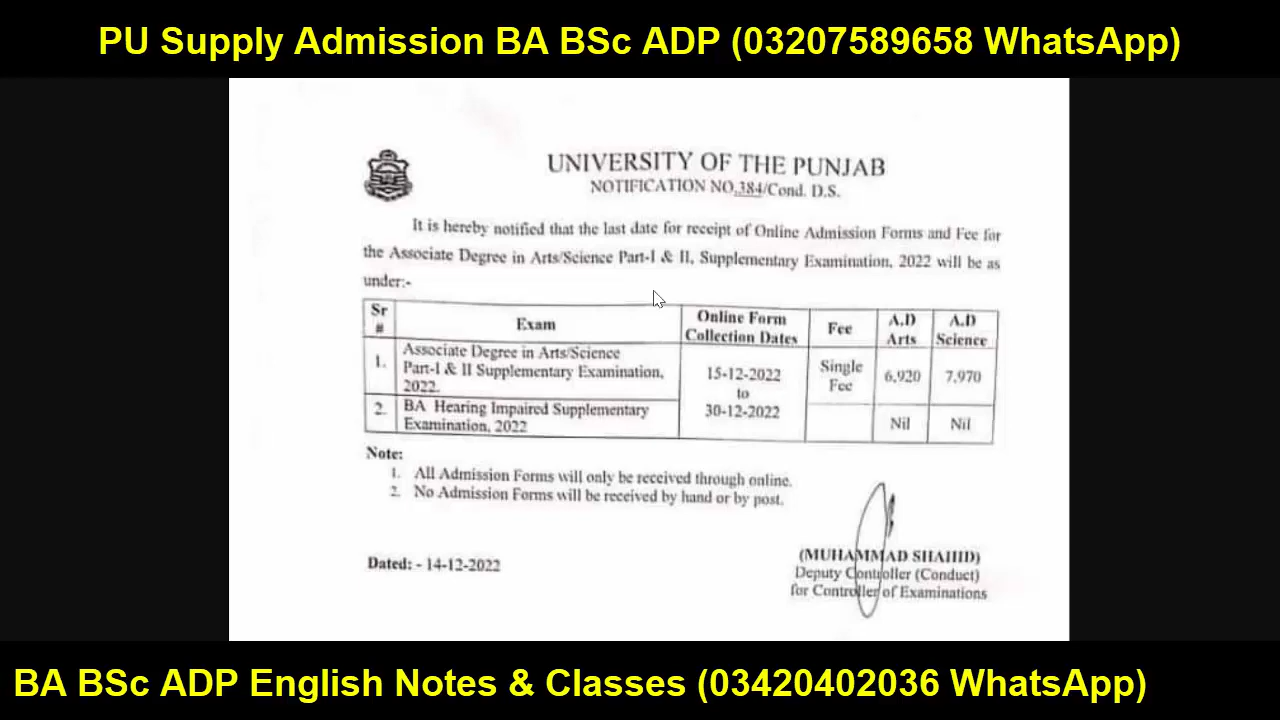 PU Supply Admission BA BSc ADP (03207589658 WhatsApp)
UNIVERSITY OF THE PUNJAB
NOTIFICATION NO.384/Cond. D.S.
It is hereby notified that the last date for receipt of Online Admission Forms and Fee for
the Associate Degree in Arts/Science Part-I & II, Supplementary Examination, 2022 will be as
under:-
Sr # Exam Online Form Collection Dates Fee A.D Arts A.D Science
1. Associate Degree in Arts/Science
Part-I & II Supplementary Examination,
2022.
15-12-2022
to
30-12-2022
Single
Fee
6,920 7,970
2. BA Hearing Impaired Supplementary
Examination, 2022
Nil Nil
Note:
1. All Admission Forms will only be received through online.
2. No Admission Forms will be received by hand or by post.
Dated: - 14-12-2022
(MUHAMMAD SHAHID)
Deputy Controller (Conduct)
for Controller of Examinations
BA BSc ADP English Notes & Classes (03420402036 WhatsApp)